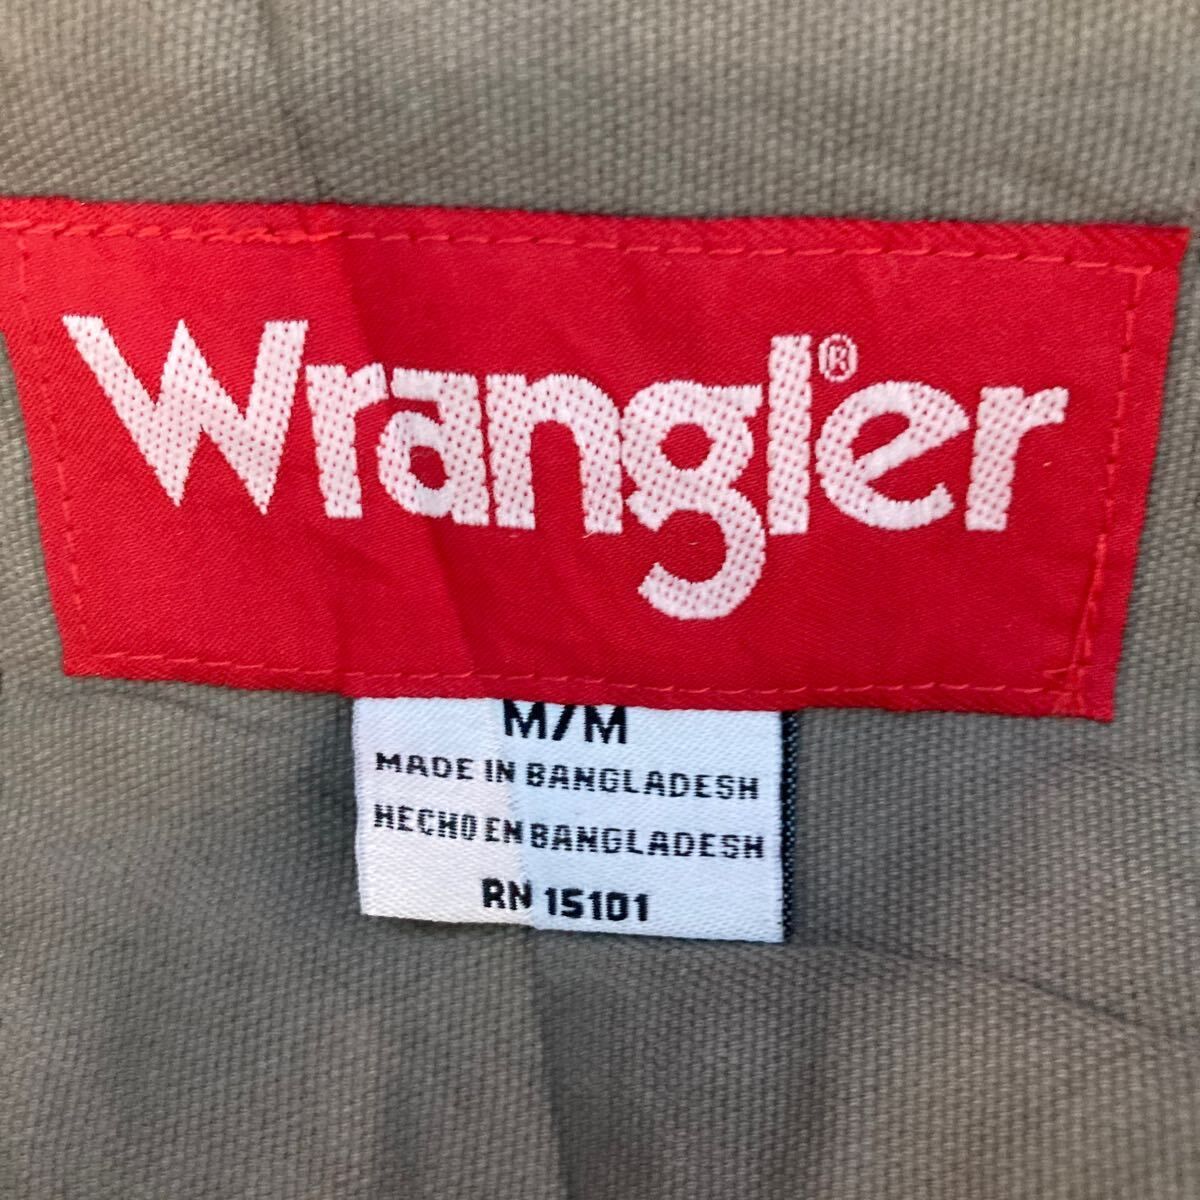 Wrangler®
M/M
MADE IN BANGLADESH
HECHO EN BANGLADESH
RN 15101